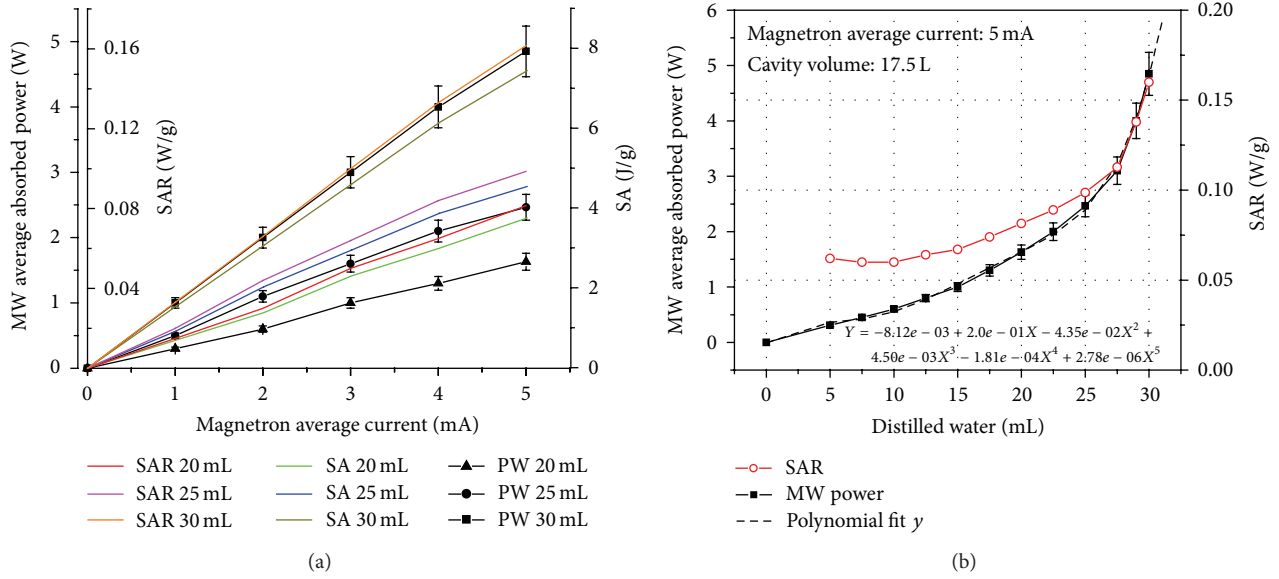 MW average absorbed power (W)
0
1
2
3
4
5
SAR (W/g)
0.04
0.08
0.12
0.16
SA (J/g)
0
2
4
6
8
0 1 2 3 4 5
Magnetron average current (mA)
SAR 20 mL SA 20 mL PW 20 mL
SAR 25 mL SA 25 mL PW 25 mL
SAR 30 mL SA 30 mL PW 30 mL
(a)
MW average absorbed power (W)
0
1
2
3
4
5
6
Magnetron average current: 5 mA
Cavity volume: 17.5 L
Y = −8.12e − 03 + 2.0e − 01X − 4.35e − 02X² +
4.50e − 03X³ − 1.81e − 04X⁴ + 2.78e − 06X⁵
SAR (W/g)
0.00
0.05
0.10
0.15
0.20
0 5 10 15 20 25 30
Distilled water (mL)
SAR
MW power
Polynomial fit y
(b)